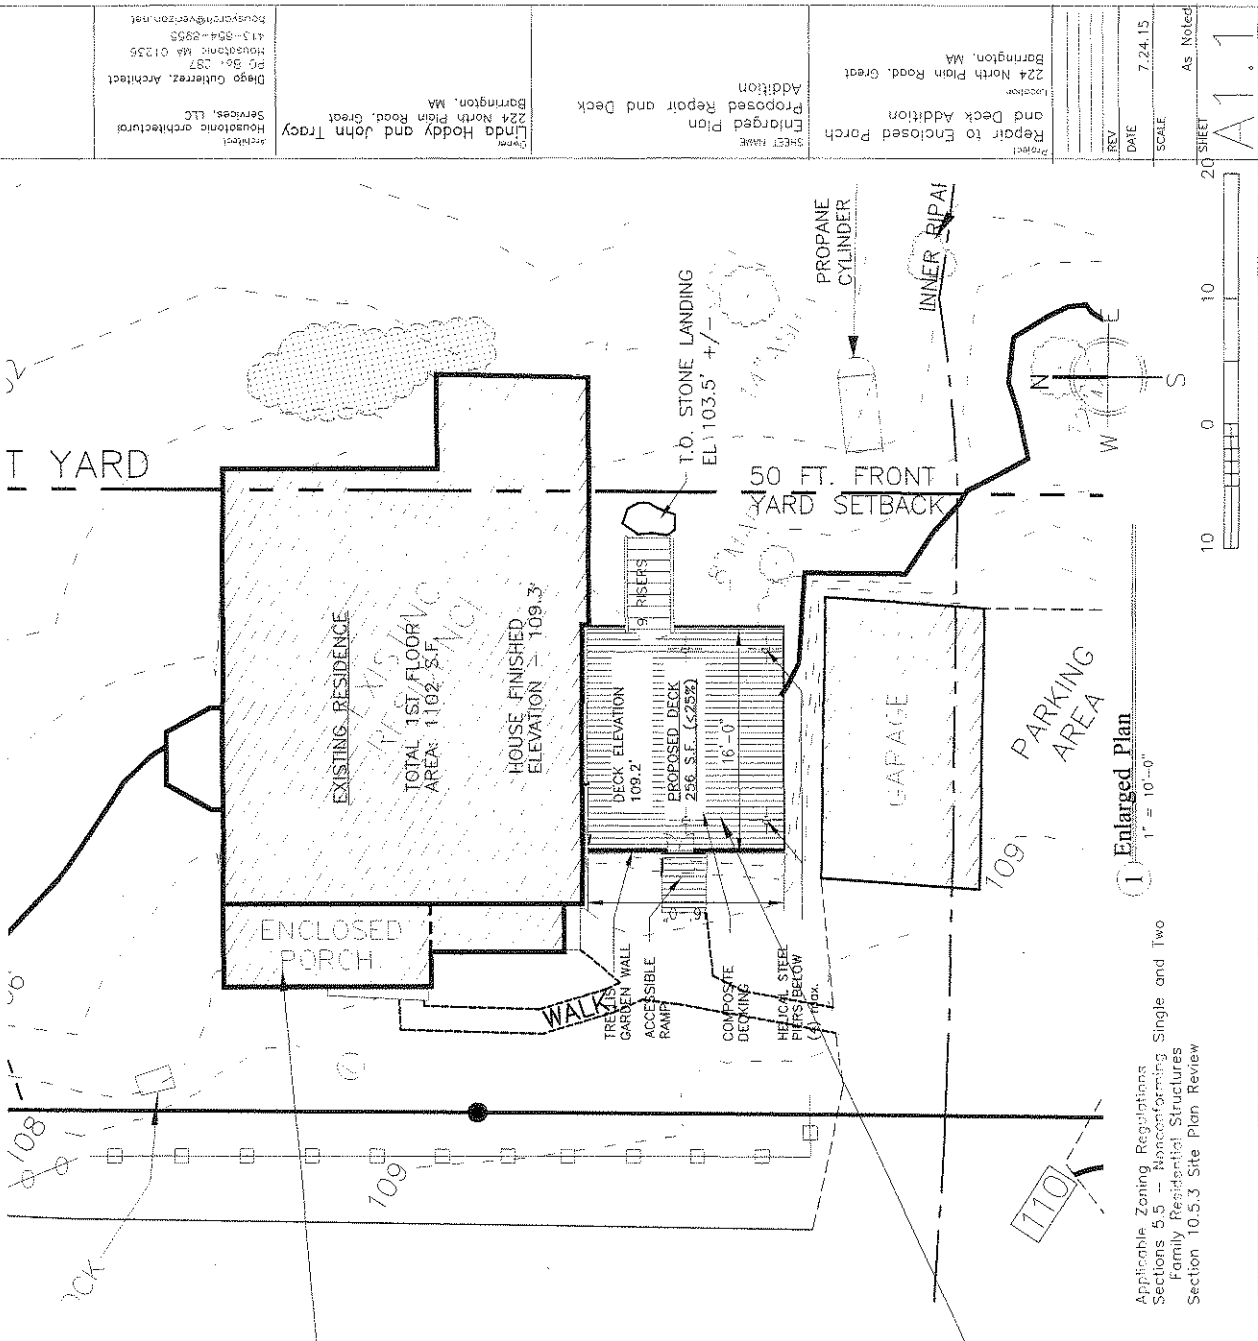 Architect
Housatonic architectural
Services, LLC
Diego Gutierrez, Architect
PO Box 287
Housatonic MA 01236
413-854-8955
housyarch@verizon.net
Owner
Linda Hoddy and John Tracy
224 North Plain Road, Great
Barrington, MA
SHEET NAME
Enlarged Plan
Proposed Repair and Deck
Addition
Project
Repair to Enclosed Porch
and Deck Addition
Location
224 North Plain Road, Great
Barrington, MA
REV
DATE
7.24.15
SCALE
As Noted
SHEET
A1.1
T YARD
EXISTING RESIDENCE
TOTAL 1ST FLOOR
AREA: 1102 S.F.
HOUSE FINISHED
ELEVATION = 109.3'
ENCLOSED
PORCH
9 RISERS
T.O. STONE LANDING
EL 103.5' +/-
50 FT. FRONT
YARD SETBACK
PROPANE
CYLINDER
INNER RIPA
DECK ELEVATION
109.2'
PROPOSED DECK
256 S.F. (<25%)
16'-0"
WALK
TRELLIS
GARDEN WALL
ACCESSIBLE
RAMP
COMPOSITE
DECKING
HELICAL STEEL
PIERS BELOW
(4) max.
GARAGE
PARKING
AREA
109
108
109
110
N
E
S
W
10
0
10
20
1 Enlarged Plan
1" = 10'-0"
Applicable Zoning Regulations
Sections 5.5 - Nonconforming Single and Two
Family Residential Structures
Section 10.5.3 Site Plan Review